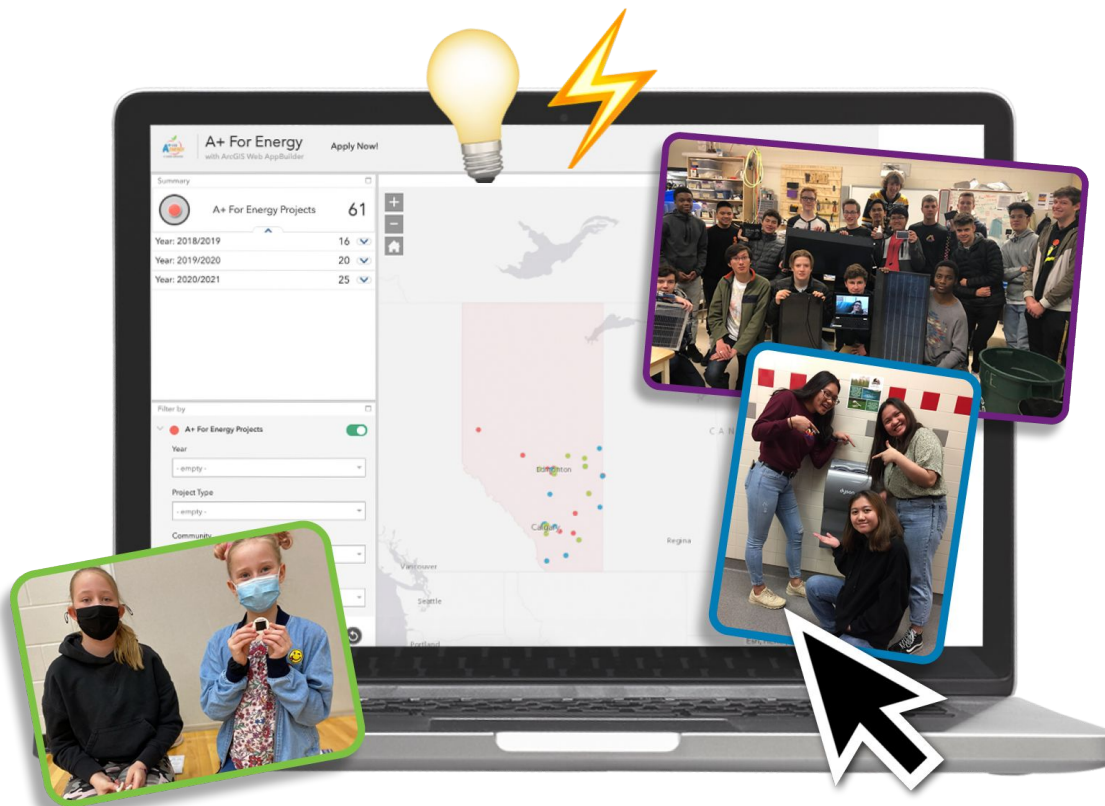 A+ For Energy
with ArcGIS Web AppBuilder
Apply Now!
Summary
A+ For Energy Projects 61
Year: 2018/2019 16
Year: 2019/2020 20
Year: 2020/2021 25
Filter by
A+ For Energy Projects
Year
- empty -
Project Type
- empty -
Community
Edmonton
Calgary
Regina
Vancouver
Seattle
Portland
dyson